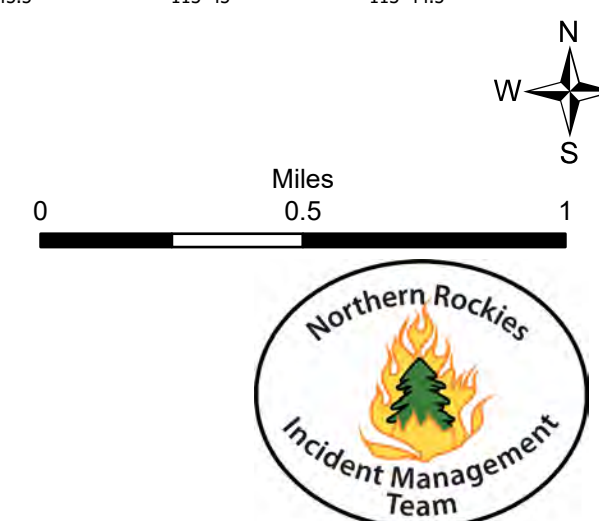 N
W
S
Miles
0 0.5 1
Northern Rockies
Incident Management
Team